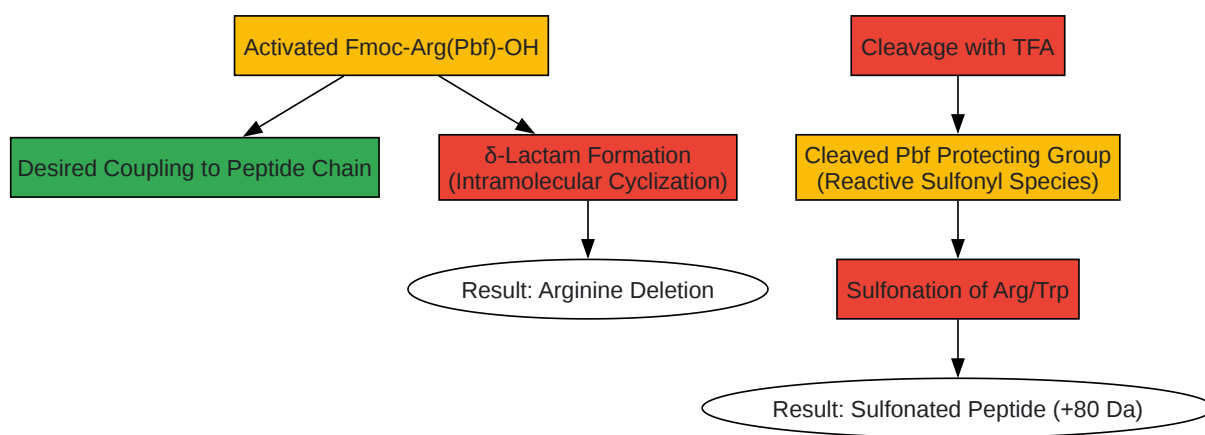 Activated Fmoc-Arg(Pbf)-OH
Cleavage with TFA
Desired Coupling to Peptide Chain
δ-Lactam Formation
(Intramolecular Cyclization)
Cleaved Pbf Protecting Group
(Reactive Sulfonyl Species)
Result: Arginine Deletion
Sulfonation of Arg/Trp
Result: Sulfonated Peptide (+80 Da)